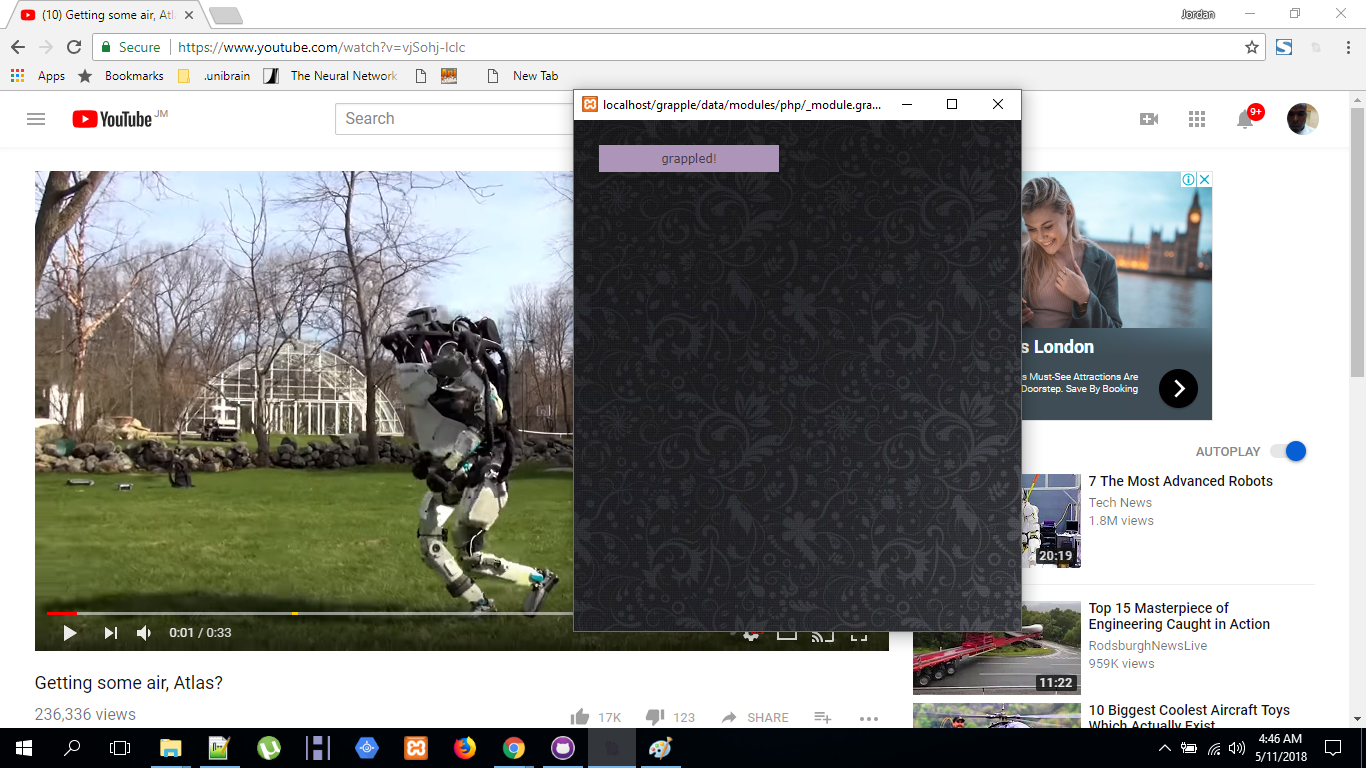 (10) Getting some air, Atl
Jordan
Secure
https://www.youtube.com/watch?v=vjSohj-Iclc
Apps
Bookmarks
.unibrain
The Neural Network
New Tab
localhost/grapple/data/modules/php/_module.gra...
YouTube JM
Search
9+
grappled!
s London
s Must-See Attractions Are
Doorstep. Save By Booking
AUTOPLAY
7 The Most Advanced Robots
Tech News
1.8M views
20:19
0:01 / 0:33
Top 15 Masterpiece of
Engineering Caught in Action
RodsburghNewsLive
959K views
11:22
Getting some air, Atlas?
236,336 views
17K
123
SHARE
10 Biggest Coolest Aircraft Toys
Which Actually Exist
4:46 AM
5/11/2018